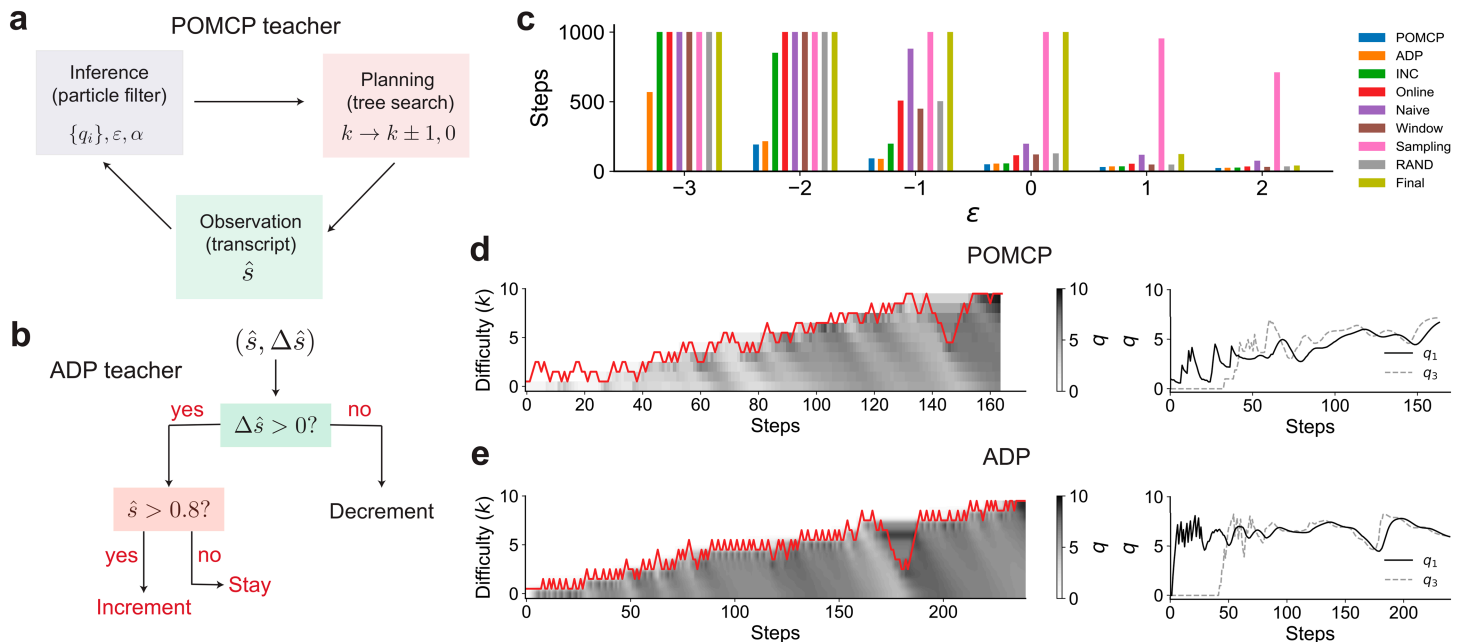 a
POMCP teacher
Inference
(particle filter)
{q_i}, ε, α
Planning
(tree search)
k → k ± 1, 0
Observation
(transcript)
ŝ
b
ADP teacher
(ŝ, Δŝ)
yes
no
Δŝ > 0?
ŝ > 0.8?
Decrement
yes
no
Stay
Increment
c
Steps
1000
500
0
−3
−2
−1
0
1
2
ε
POMCP
ADP
INC
Online
Naive
Window
Sampling
RAND
Final
d
POMCP
Difficulty (k)
10
5
0
0 20 40 60 80 100 120 140 160
Steps
10
5
0
q
q
10
5
0
0 50 100 150
Steps
q₁
q₃
e
ADP
Difficulty (k)
10
5
0
50 100 150 200
Steps
10
5
0
q
q
10
5
0
0 50 100 150 200
Steps
q₁
q₃